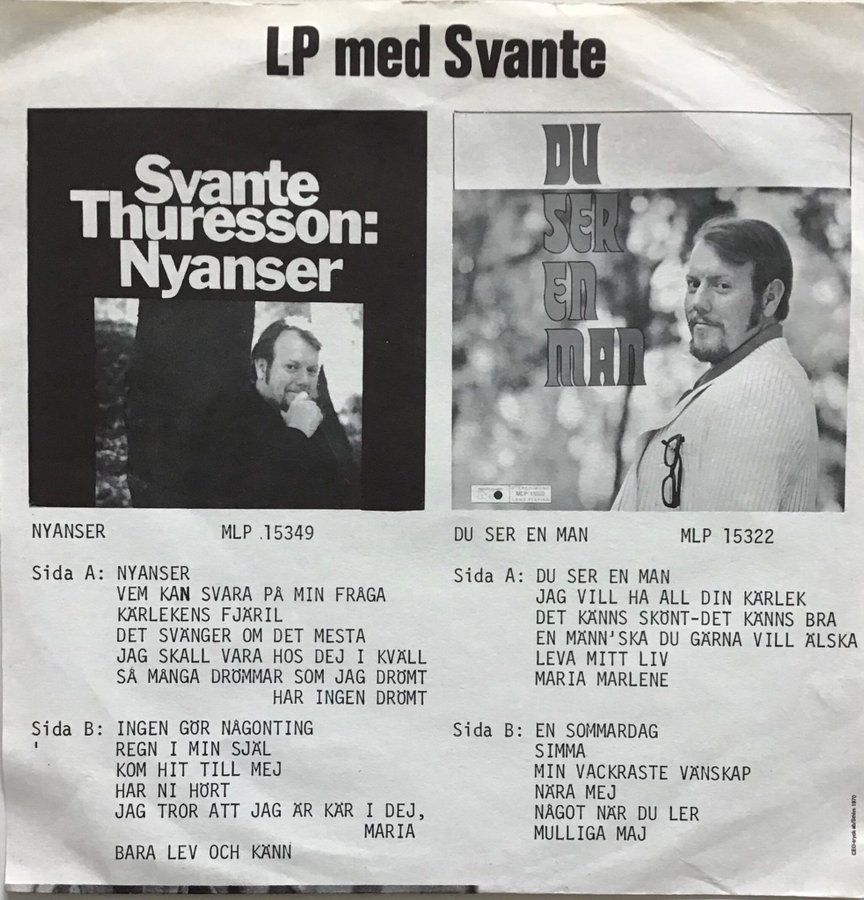 LP med Svante
Svante
Thuresson:
Nyanser
DU
SER
EN
MAN
NYANSER MLP 15349
Sida A: NYANSER
VEM KAN SVARA PÅ MIN FRÅGA
KÄRLEKENS FJÄRIL
DET SVÄNGER OM DET MESTA
JAG SKALL VARA HOS DEJ I KVÄLL
SÅ MÅNGA DRÖMMAR SOM JAG DRÖMT
HAR INGEN DRÖMT
Sida B: INGEN GÖR NÅGONTING
REGN I MIN SJÄL
KOM HIT TILL MEJ
HAR NI HÖRT
JAG TROR ATT JAG ÄR KÄR I DEJ,
MARIA
BARA LEV OCH KÄNN
DU SER EN MAN MLP 15322
Sida A: DU SER EN MAN
JAG VILL HA ALL DIN KÄRLEK
DET KÄNNS SKÖNT-DET KÄNNS BRA
EN MÄNN'SKA DU GÄRNA VILL ÄLSKA
LEVA MITT LIV
MARIA MARLENE
Sida B: EN SOMMARDAG
SIMMA
MIN VACKRASTE VÄNSKAP
NÄRA MEJ
NÅGOT NÄR DU LER
MULLIGA MAJ